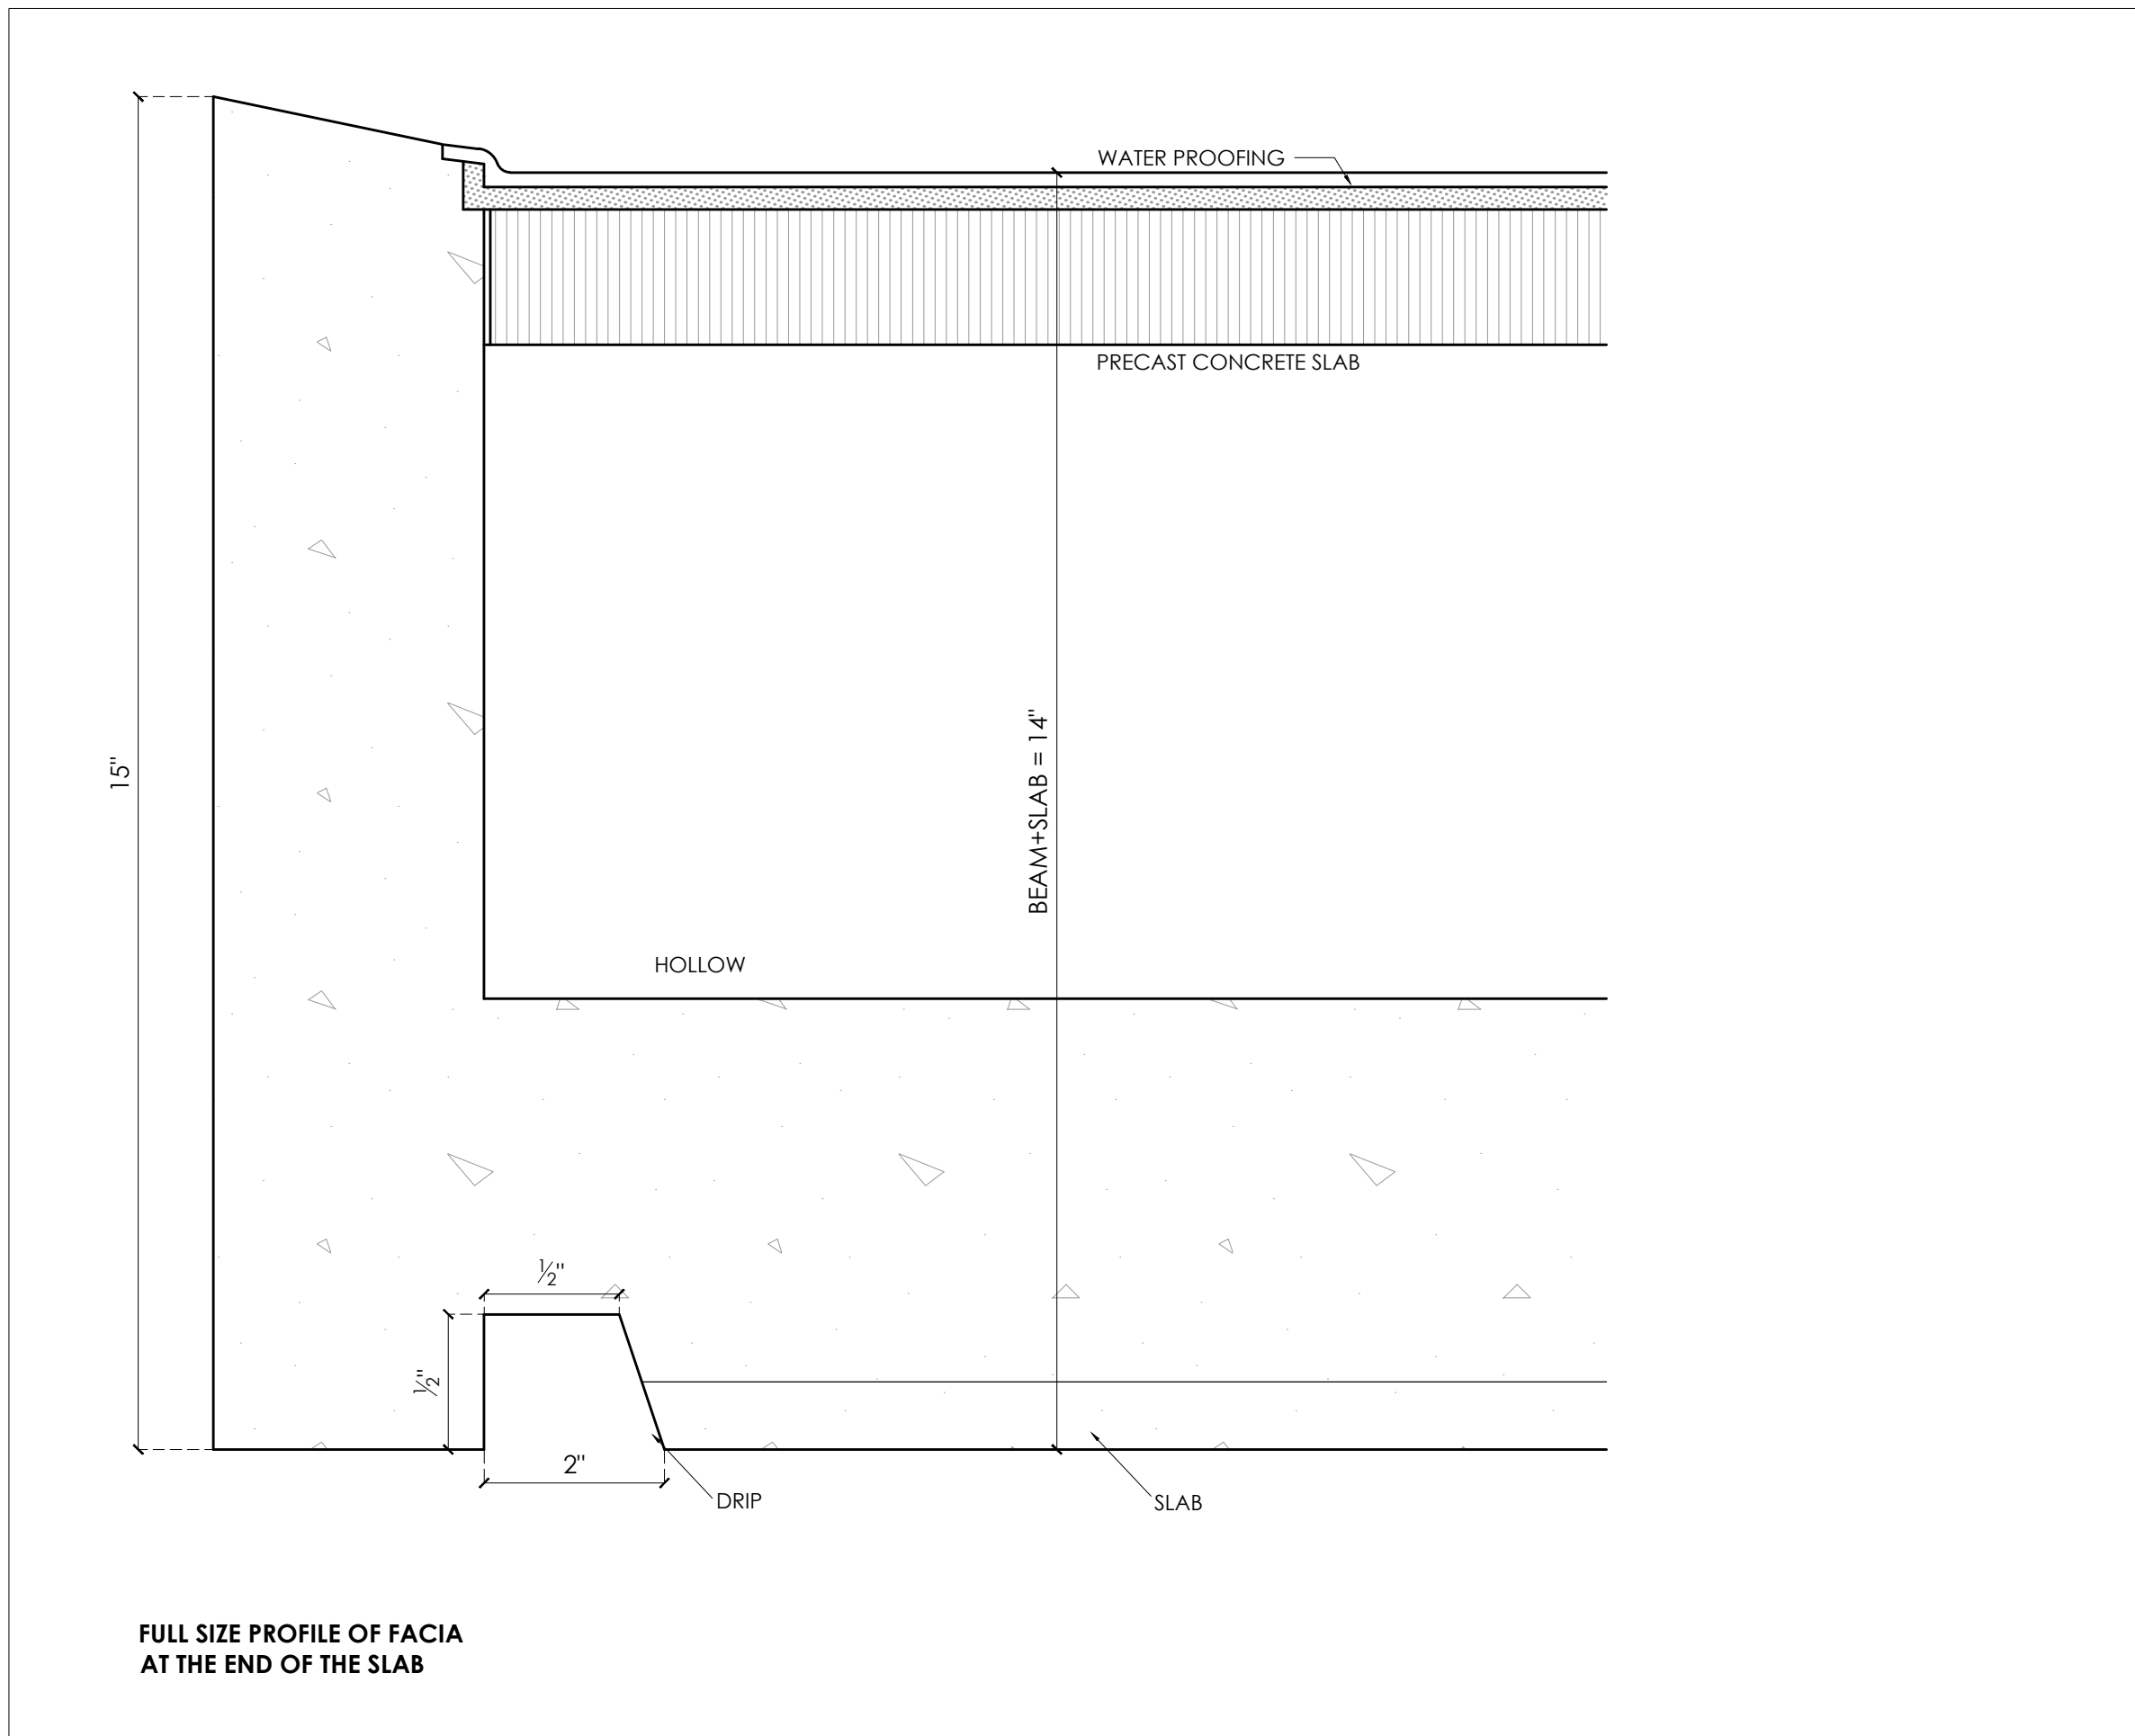 WATER PROOFING
PRECAST CONCRETE SLAB
15"
BEAM+SLAB = 14"
HOLLOW
½"
½"
2"
DRIP
SLAB
FULL SIZE PROFILE OF FACIA
AT THE END OF THE SLAB